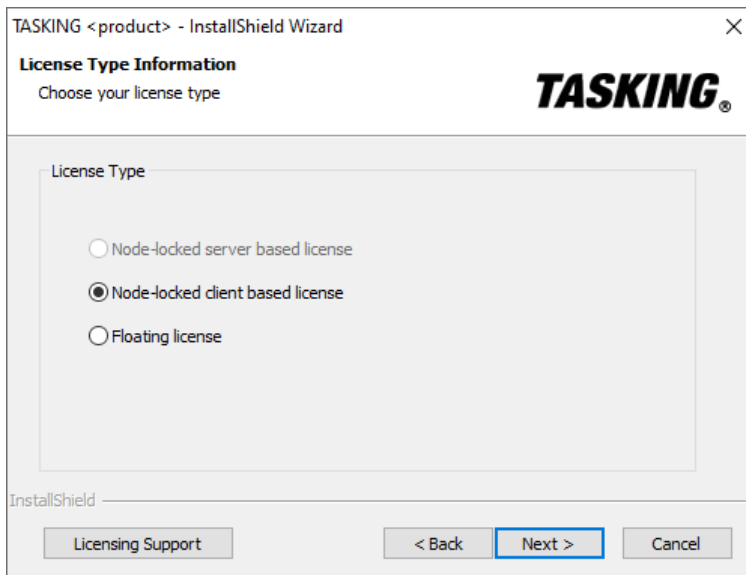 TASKING <product> - InstallShield Wizard
License Type Information
Choose your license type
TASKING®
License Type
Node-locked server based license
Node-locked client based license
Floating license
InstallShield
Licensing Support
< Back
Next >
Cancel